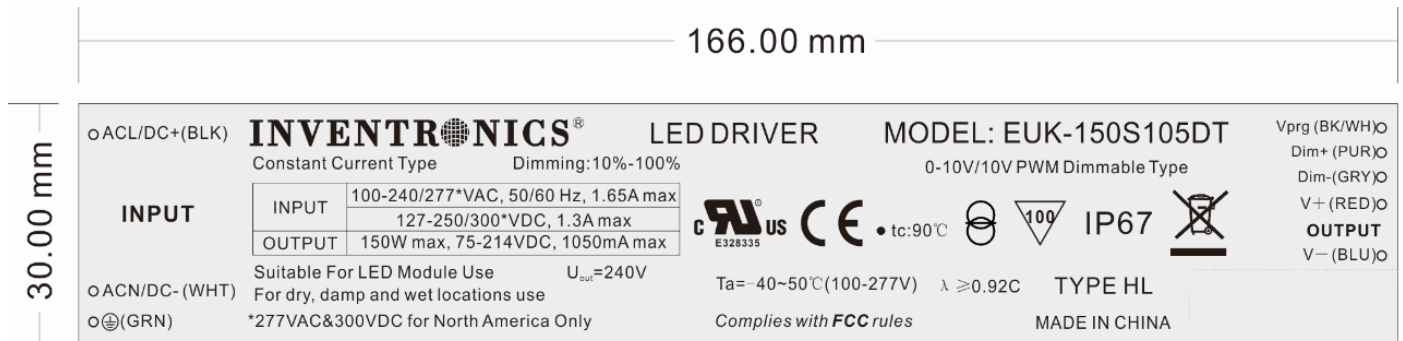 166.00 mm
30.00 mm
ACL/DC+(BLK)
INVENTRONICS®
LED DRIVER
MODEL: EUK-150S105DT
Constant Current Type
Dimming:10%-100%
0-10V/10V PWM Dimmable Type
INPUT
INPUT
100-240/277*VAC, 50/60 Hz, 1.65A max
127-250/300*VDC, 1.3A max
OUTPUT
150W max, 75-214VDC, 1050mA max
c RU® US
E328335
CE
• tc:90℃
100
IP67
Vprg (BK/WH)
Dim+ (PUR)
Dim-(GRY)
V+(RED)
OUTPUT
V−(BLU)
ACN/DC-(WHT)
(GRN)
Suitable For LED Module Use
Uout=240V
For dry, damp and wet locations use
*277VAC&300VDC for North America Only
Ta=−40~50℃(100-277V)
λ ≥0.92C
TYPE HL
Complies with FCC rules
MADE IN CHINA